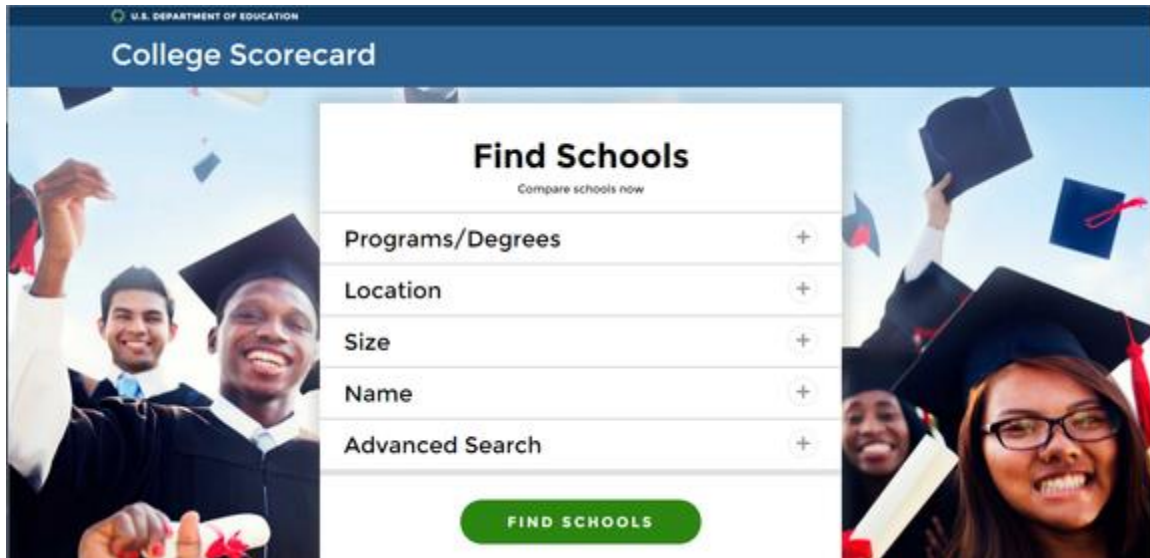 U.S. DEPARTMENT OF EDUCATION
College Scorecard
Find Schools
Compare schools now
Programs/Degrees
Location
Size
Name
Advanced Search
FIND SCHOOLS